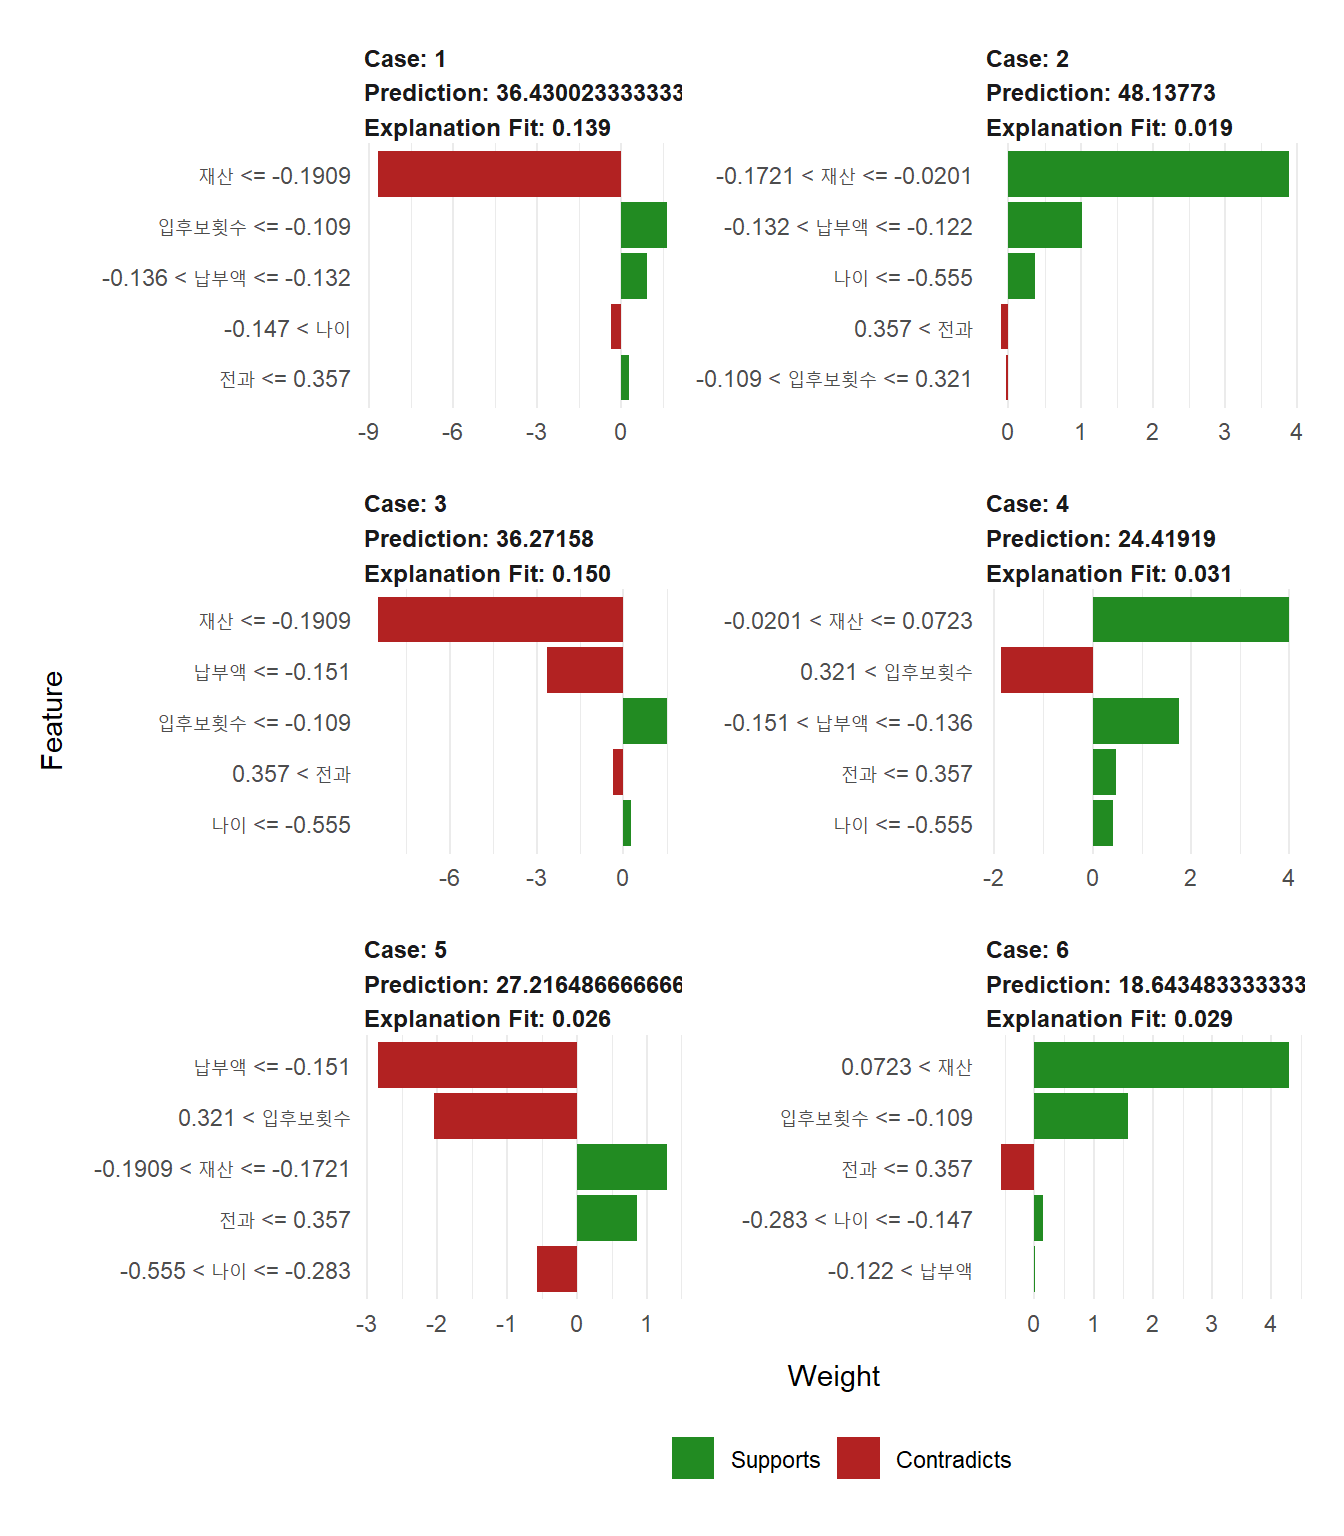 Case: 1
Prediction: 36.430023333333
Explanation Fit: 0.139
재산 <= -0.1909
입후보횟수 <= -0.109
-0.136 < 납부액 <= -0.132
-0.147 < 나이
전과 <= 0.357
-9 -6 -3 0
Case: 2
Prediction: 48.13773
Explanation Fit: 0.019
-0.1721 < 재산 <= -0.0201
-0.132 < 납부액 <= -0.122
나이 <= -0.555
0.357 < 전과
-0.109 < 입후보횟수 <= 0.321
0 1 2 3 4
Case: 3
Prediction: 36.27158
Explanation Fit: 0.150
재산 <= -0.1909
납부액 <= -0.151
입후보횟수 <= -0.109
0.357 < 전과
나이 <= -0.555
-6 -3 0
Case: 4
Prediction: 24.41919
Explanation Fit: 0.031
-0.0201 < 재산 <= 0.0723
0.321 < 입후보횟수
-0.151 < 납부액 <= -0.136
전과 <= 0.357
나이 <= -0.555
-2 0 2 4
Feature
Case: 5
Prediction: 27.216486666666
Explanation Fit: 0.026
납부액 <= -0.151
0.321 < 입후보횟수
-0.1909 < 재산 <= -0.1721
전과 <= 0.357
-0.555 < 나이 <= -0.283
-3 -2 -1 0 1
Case: 6
Prediction: 18.643483333333
Explanation Fit: 0.029
0.0723 < 재산
입후보횟수 <= -0.109
전과 <= 0.357
-0.283 < 나이 <= -0.147
-0.122 < 납부액
0 1 2 3 4
Weight
Supports
Contradicts